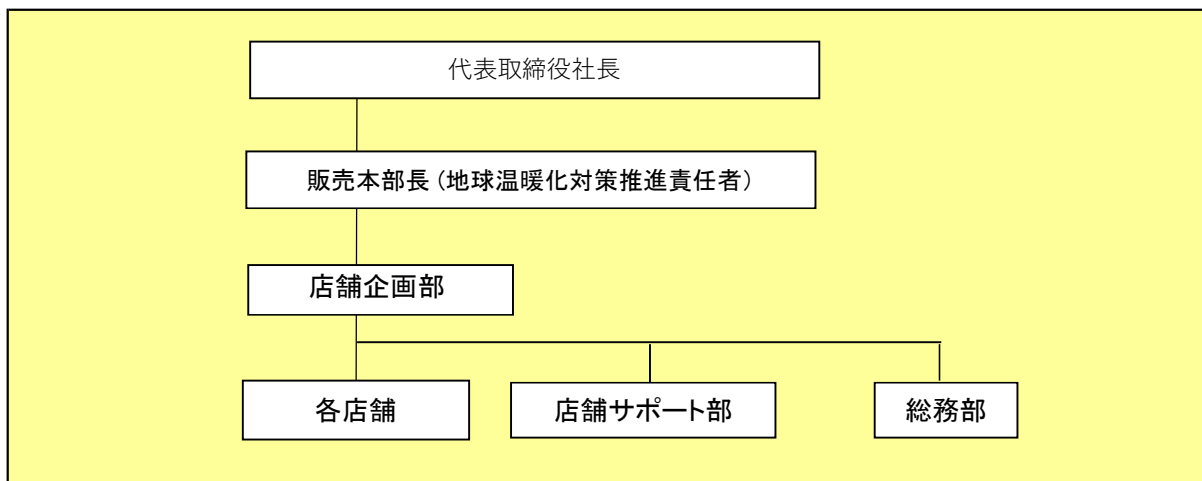 代表取締役社長
販売本部長（地球温暖化対策推進責任者）
店舗企画部
各店舗
店舗サポート部
総務部